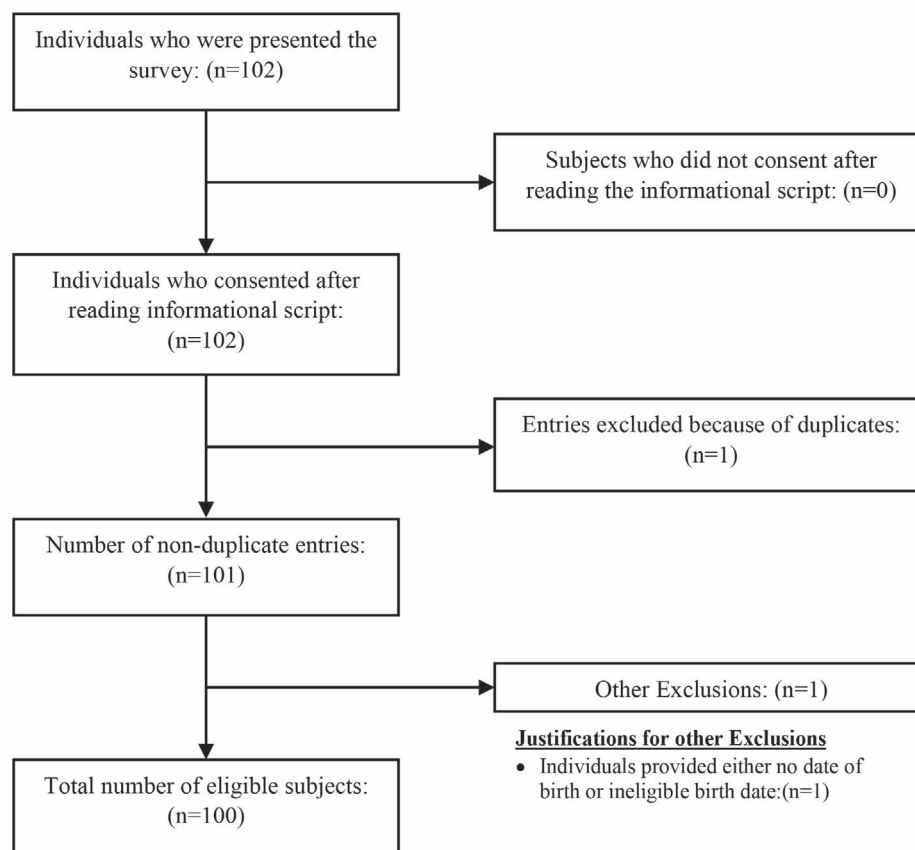 Individuals who were presented the
survey: (n=102)
Subjects who did not consent after
reading the informational script: (n=0)
Individuals who consented after
reading informational script:
(n=102)
Entries excluded because of duplicates:
(n=1)
Number of non-duplicate entries:
(n=101)
Other Exclusions: (n=1)
Justifications for other Exclusions
• Individuals provided either no date of
birth or ineligible birth date:(n=1)
Total number of eligible subjects:
(n=100)